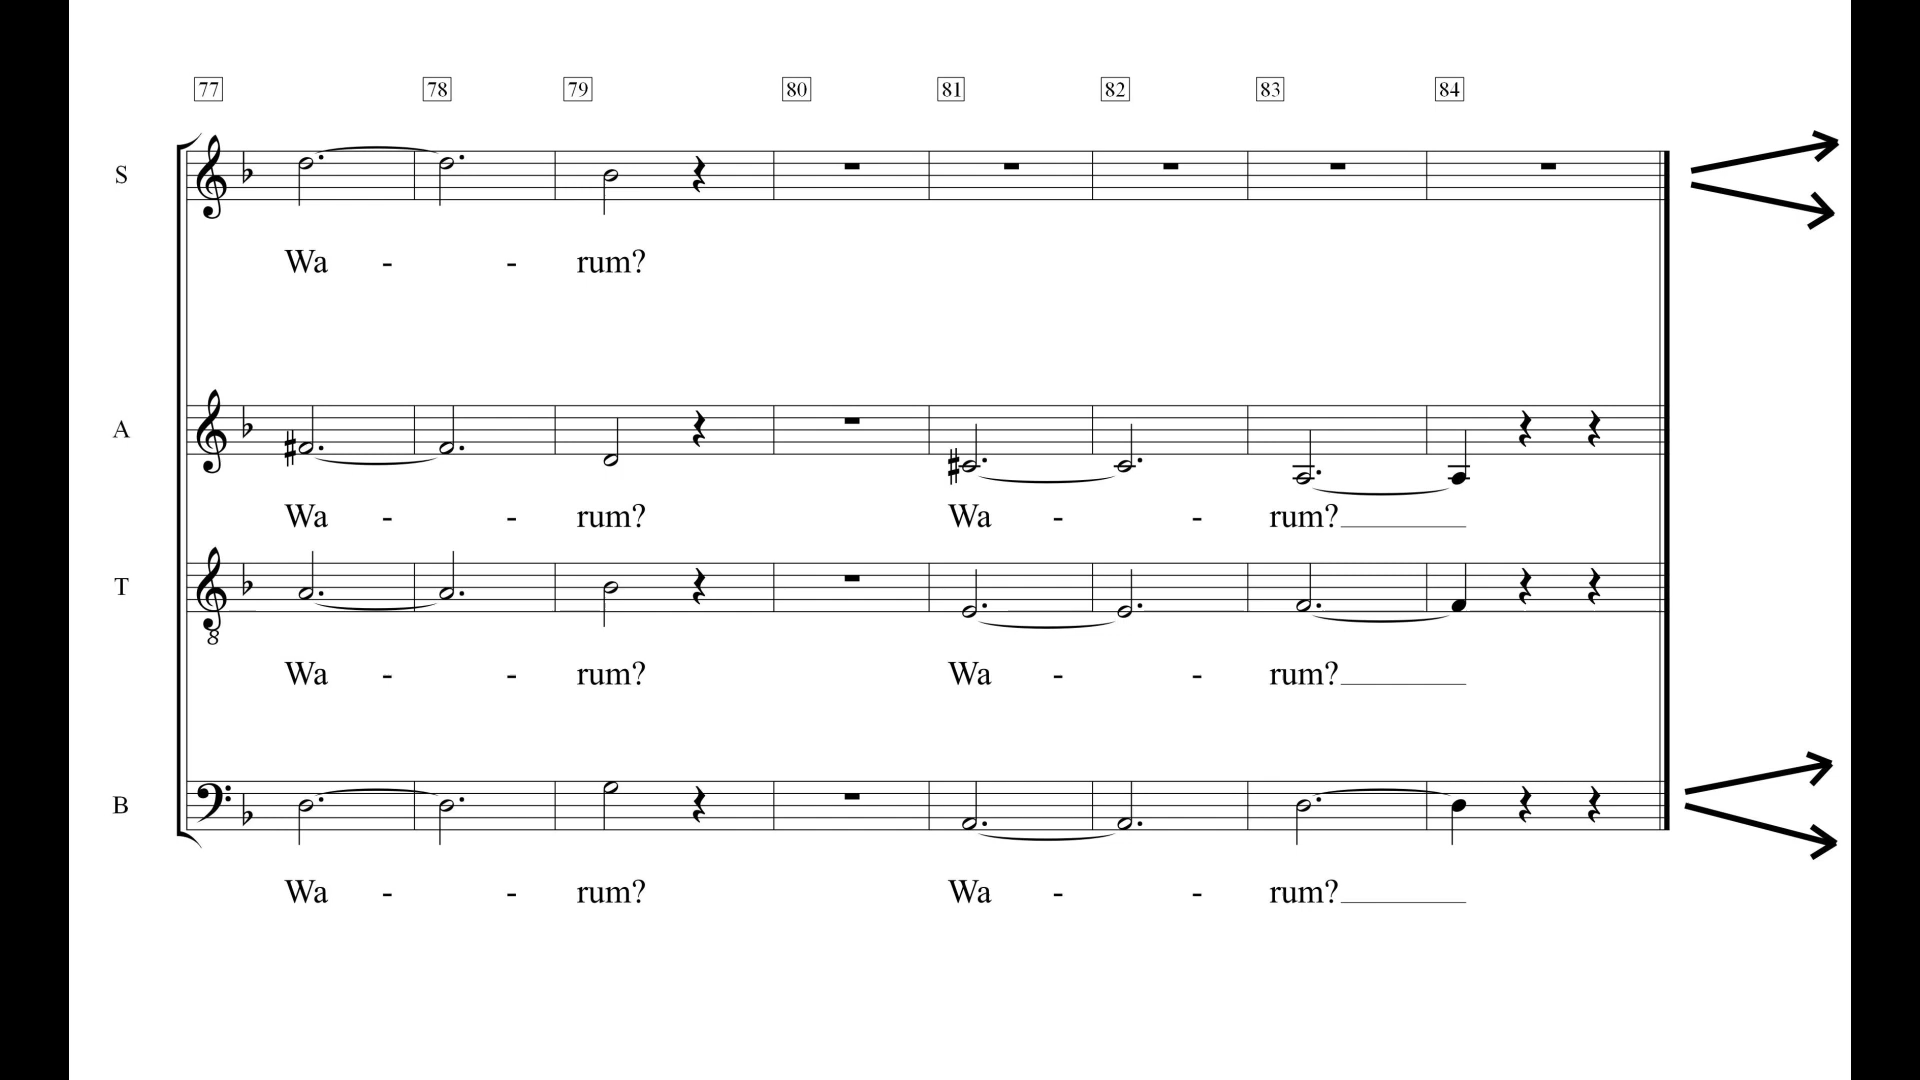 77 78 79 80 81 82 83 84
S
Wa - - rum?
A
Wa - - rum? Wa - - rum?
T
8
Wa - - rum? Wa - - rum?
B
Wa - - rum? Wa - - rum?